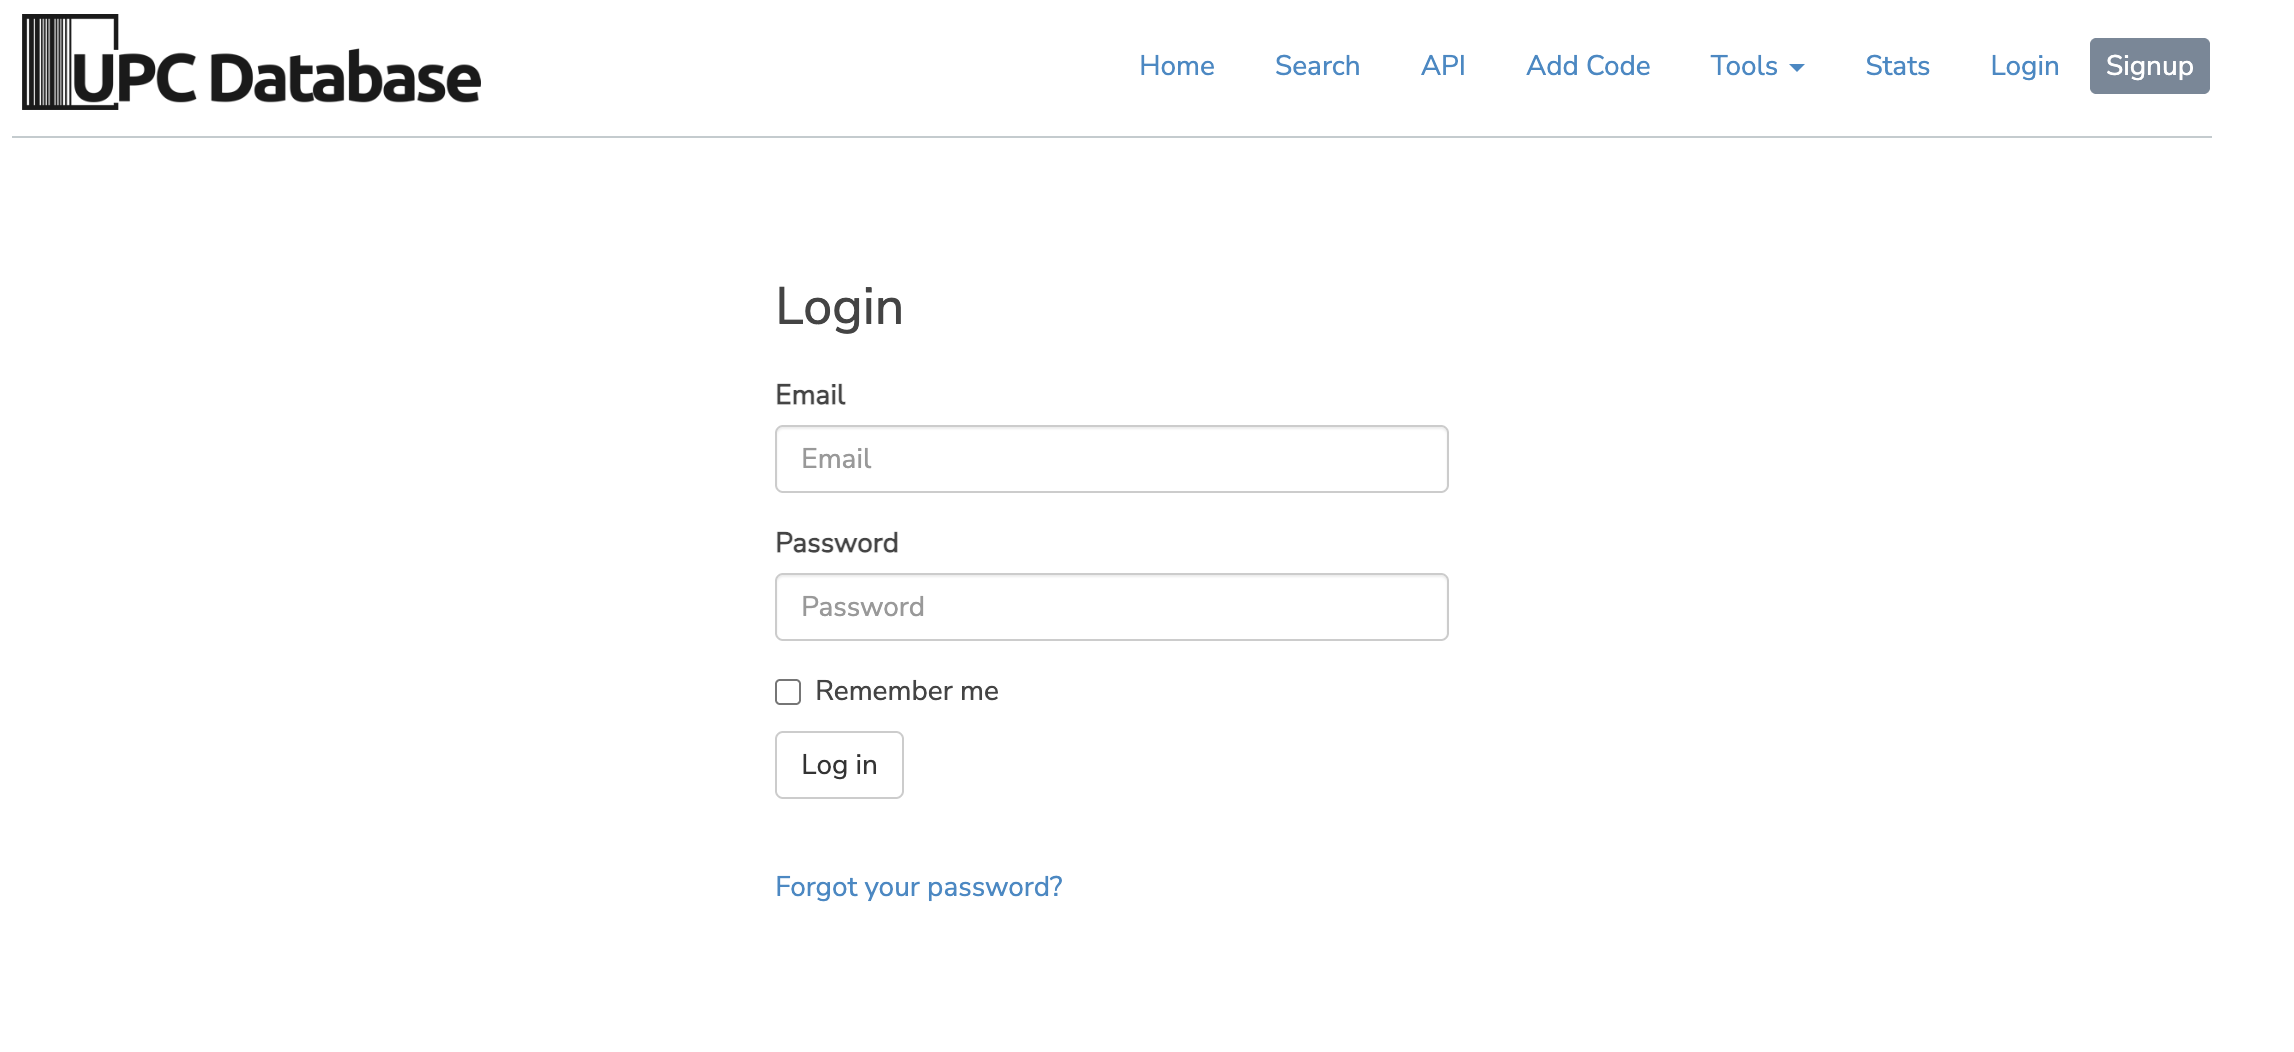 UPC Database
Home Search API Add Code Tools Stats Login Signup
Login
Email
Email
Password
Password
Remember me
Log in
Forgot your password?